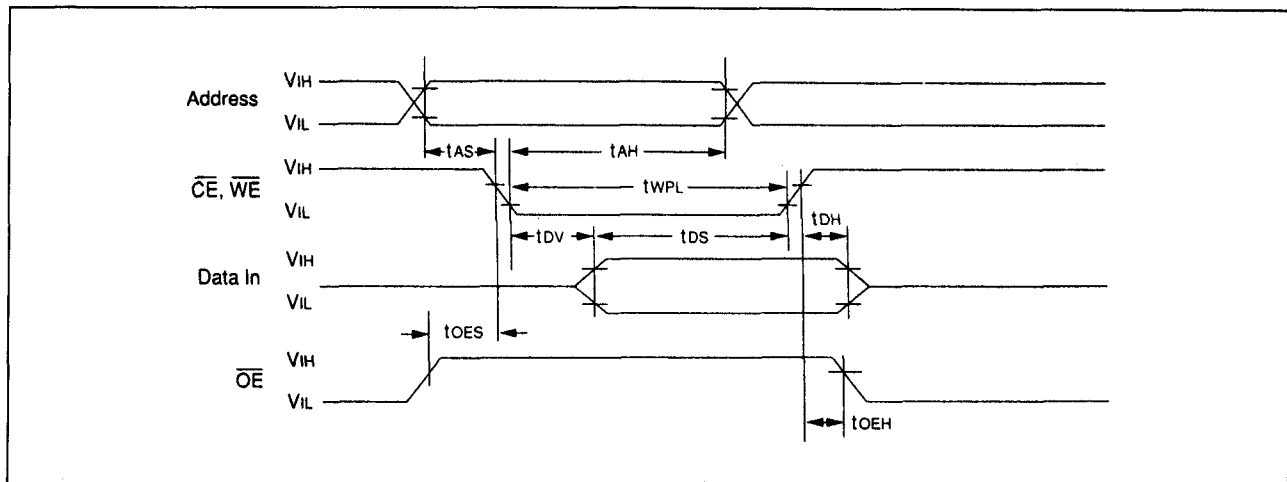 Address
VIH
VIL
tAS
tAH
CE, WE
VIH
VIL
tWPL
tDH
tDV
tDS
Data In
VIH
VIL
tOES
OE
VIH
VIL
tOEH